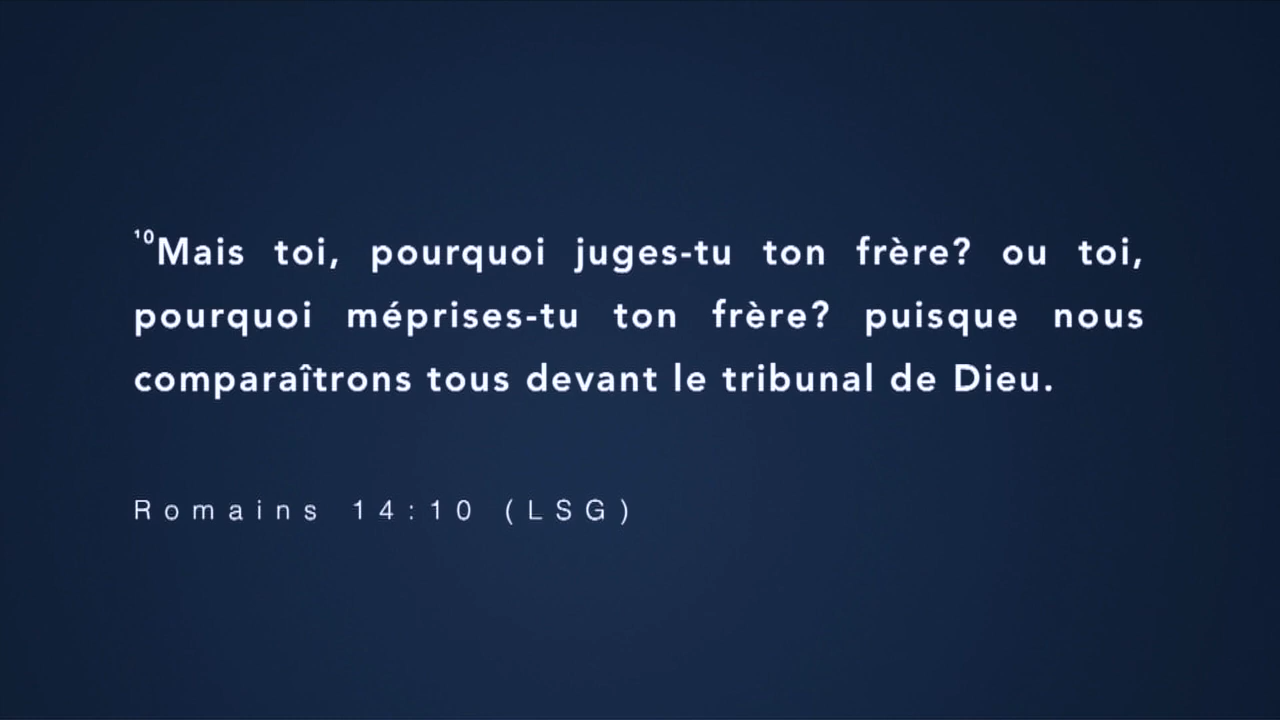 ¹⁰Mais toi, pourquoi juges-tu ton frère? ou toi,
pourquoi méprises-tu ton frère? puisque nous
comparaîtrons tous devant le tribunal de Dieu.
Romains 14:10 (LSG)